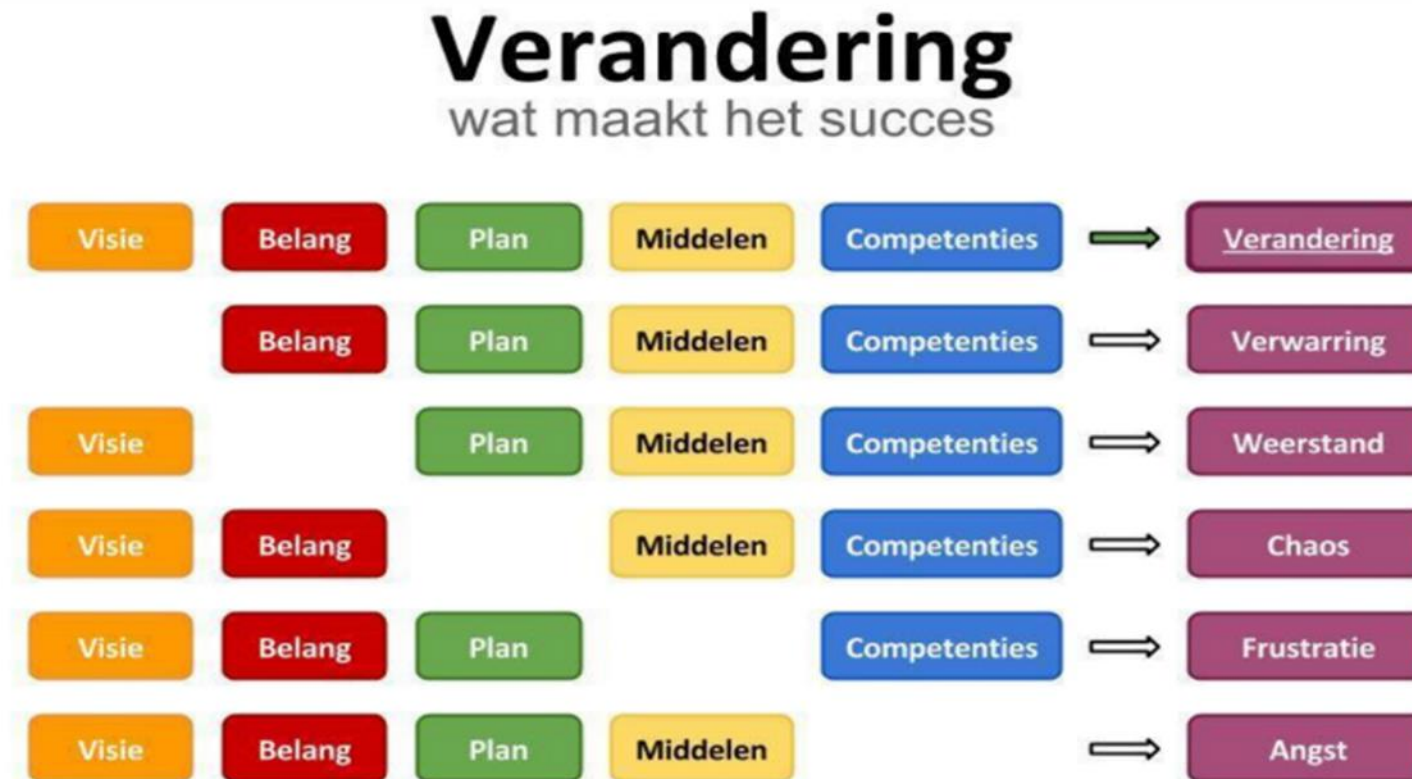 Verandering
wat maakt het succes
Visie Belang Plan Middelen Competenties Verandering
Belang Plan Middelen Competenties Verwarring
Visie Plan Middelen Competenties Weerstand
Visie Belang Middelen Competenties Chaos
Visie Belang Plan Competenties Frustratie
Visie Belang Plan Middelen Angst